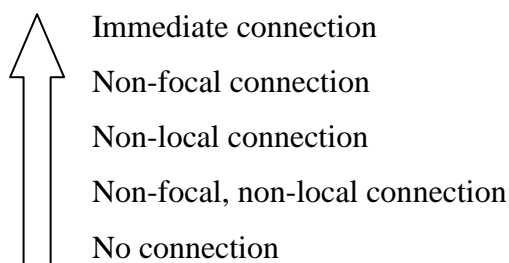 Immediate connection
Non-focal connection
Non-local connection
Non-focal, non-local connection
No connection